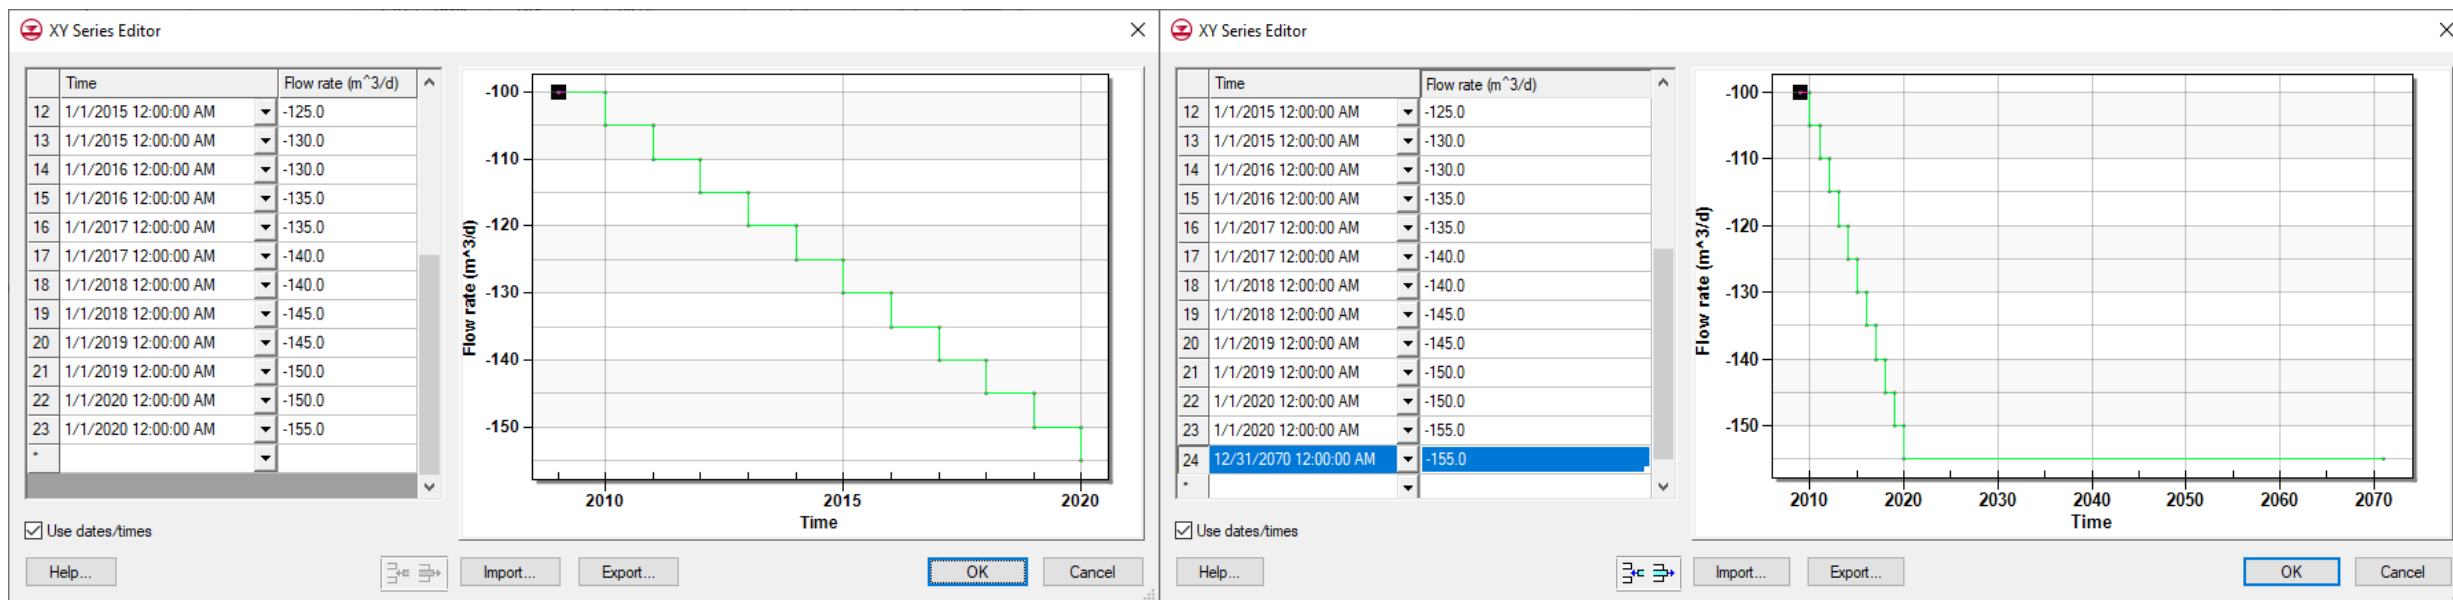 XY Series Editor
Time Flow rate (m^3/d)
12 1/1/2015 12:00:00 AM -125.0
13 1/1/2015 12:00:00 AM -130.0
14 1/1/2016 12:00:00 AM -130.0
15 1/1/2016 12:00:00 AM -135.0
16 1/1/2017 12:00:00 AM -135.0
17 1/1/2017 12:00:00 AM -140.0
18 1/1/2018 12:00:00 AM -140.0
19 1/1/2018 12:00:00 AM -145.0
20 1/1/2019 12:00:00 AM -145.0
21 1/1/2019 12:00:00 AM -150.0
22 1/1/2020 12:00:00 AM -150.0
23 1/1/2020 12:00:00 AM -155.0
*
Use dates/times
Flow rate (m^3/d)
-100
-110
-120
-130
-140
-150
2010 2015 2020
Time
Help... Import... Export... OK Cancel
XY Series Editor
Time Flow rate (m^3/d)
12 1/1/2015 12:00:00 AM -125.0
13 1/1/2015 12:00:00 AM -130.0
14 1/1/2016 12:00:00 AM -130.0
15 1/1/2016 12:00:00 AM -135.0
16 1/1/2017 12:00:00 AM -135.0
17 1/1/2017 12:00:00 AM -140.0
18 1/1/2018 12:00:00 AM -140.0
19 1/1/2018 12:00:00 AM -145.0
20 1/1/2019 12:00:00 AM -145.0
21 1/1/2019 12:00:00 AM -150.0
22 1/1/2020 12:00:00 AM -150.0
23 1/1/2020 12:00:00 AM -155.0
24 12/31/2070 12:00:00 AM -155.0
*
Use dates/times
Flow rate (m^3/d)
-100
-110
-120
-130
-140
-150
2010 2020 2030 2040 2050 2060 2070
Time
Help... Import... Export... OK Cancel